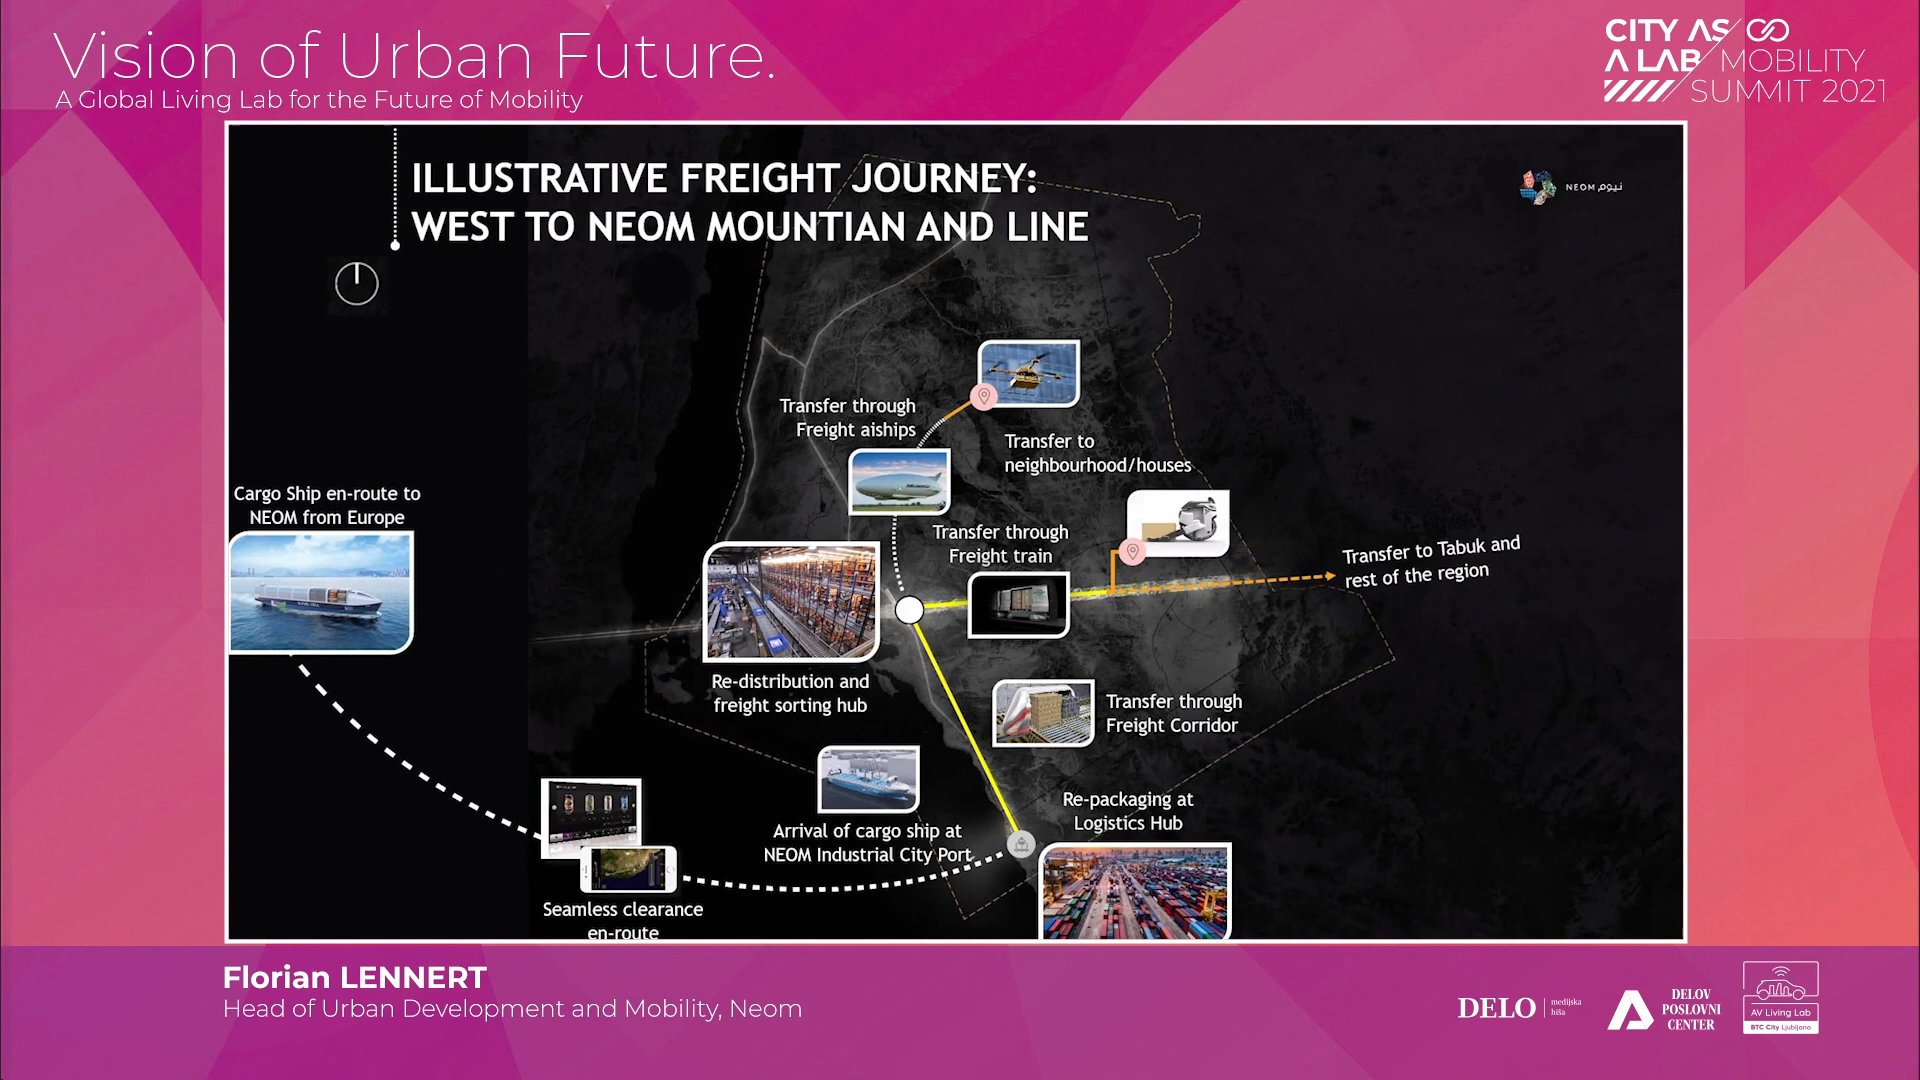 Vision of Urban Future.
A Global Living Lab for the Future of Mobility
CITY AS
A LAB
MOBILITY
SUMMIT 2021
ILLUSTRATIVE FREIGHT JOURNEY:
WEST TO NEOM MOUNTIAN AND LINE
NEOM نيوم
Transfer through
Freight aiships
Transfer to
neighbourhood/houses
Cargo Ship en-route to
NEOM from Europe
Transfer through
Freight train
Transfer to Tabuk and
rest of the region
Re-distribution and
freight sorting hub
Transfer through
Freight Corridor
Arrival of cargo ship at
NEOM Industrial City Port
Re-packaging at
Logistics Hub
Seamless clearance
en-route
Florian LENNERT
Head of Urban Development and Mobility, Neom
DELO
medijska
hiša
DELOV
POSLOVNI
CENTER
AV Living Lab
BTC City Ljubljana